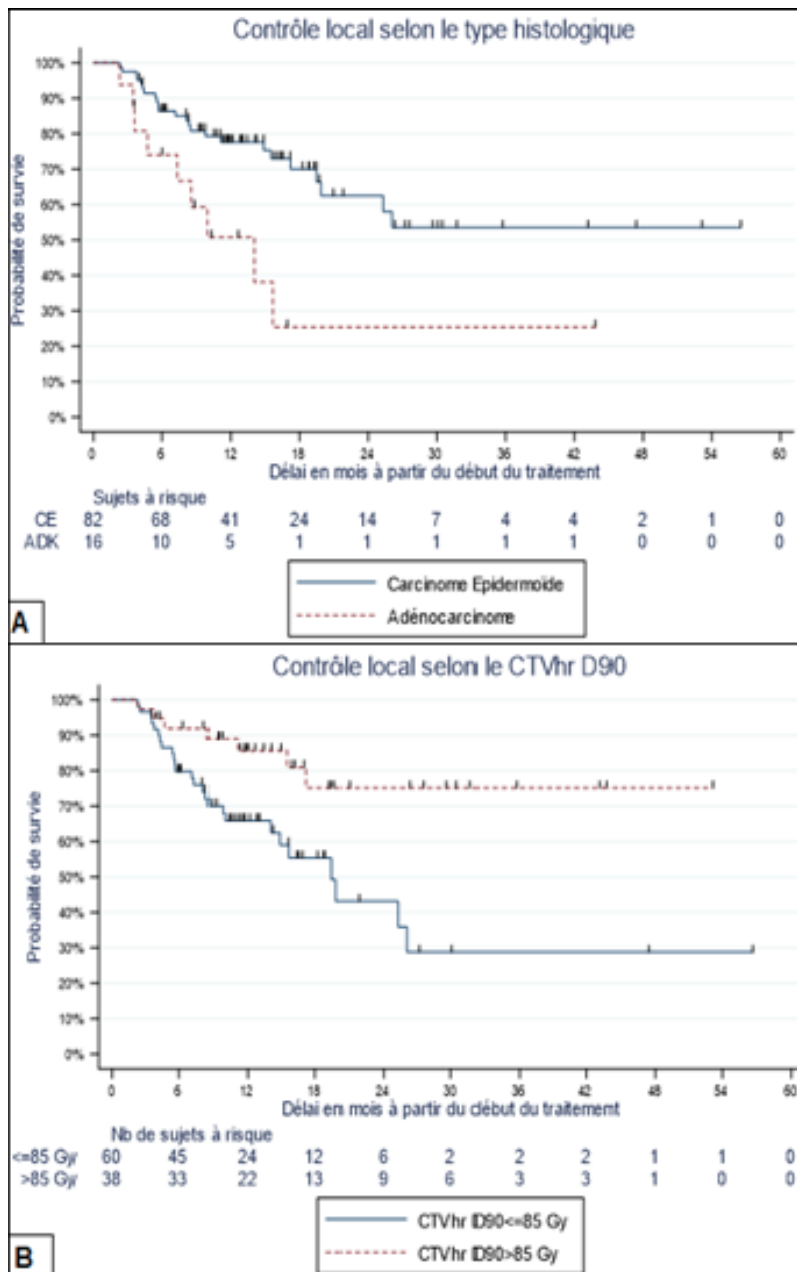 Contrôle local selon le type histologique
Probabilité de survie
100%
90%
80%
70%
60%
50%
40%
30%
20%
10%
0%
0 6 12 18 24 30 36 42 48 54 60
Délai en mois à partir du début du traitement
Sujets à risque
CE 82 68 41 24 14 7 4 4 2 1 0
ADK 16 10 5 1 1 1 1 1 0 0 0
Carcinome Epidermoïde
Adénocarcinome
A
Contrôle local selon le CTVhr D90
Probabilité de survie
100%
90%
80%
70%
60%
50%
40%
30%
20%
10%
0%
0 6 12 18 24 30 36 42 48 54 60
Délai en mois à partir du début du traitement
Nb de sujets à risque
<=85 Gy 60 45 24 12 6 2 2 2 1 1 0
>85 Gy 38 33 22 13 9 6 3 3 1 0 0
CTVhr D90<=85 Gy
CTVhr D90>85 Gy
B